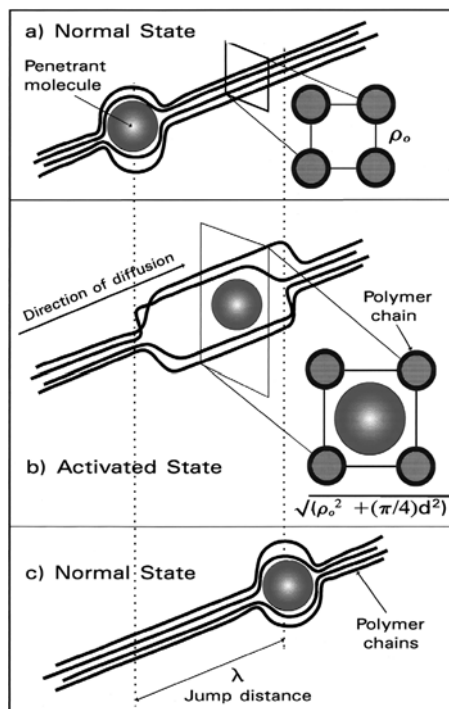 a) Normal State
Penetrant
molecule
ρₒ
Direction of diffusion
Polymer
chain
b) Activated State
√(ρₒ² +(π/4)d²)
c) Normal State
Polymer
chains
λ
Jump distance